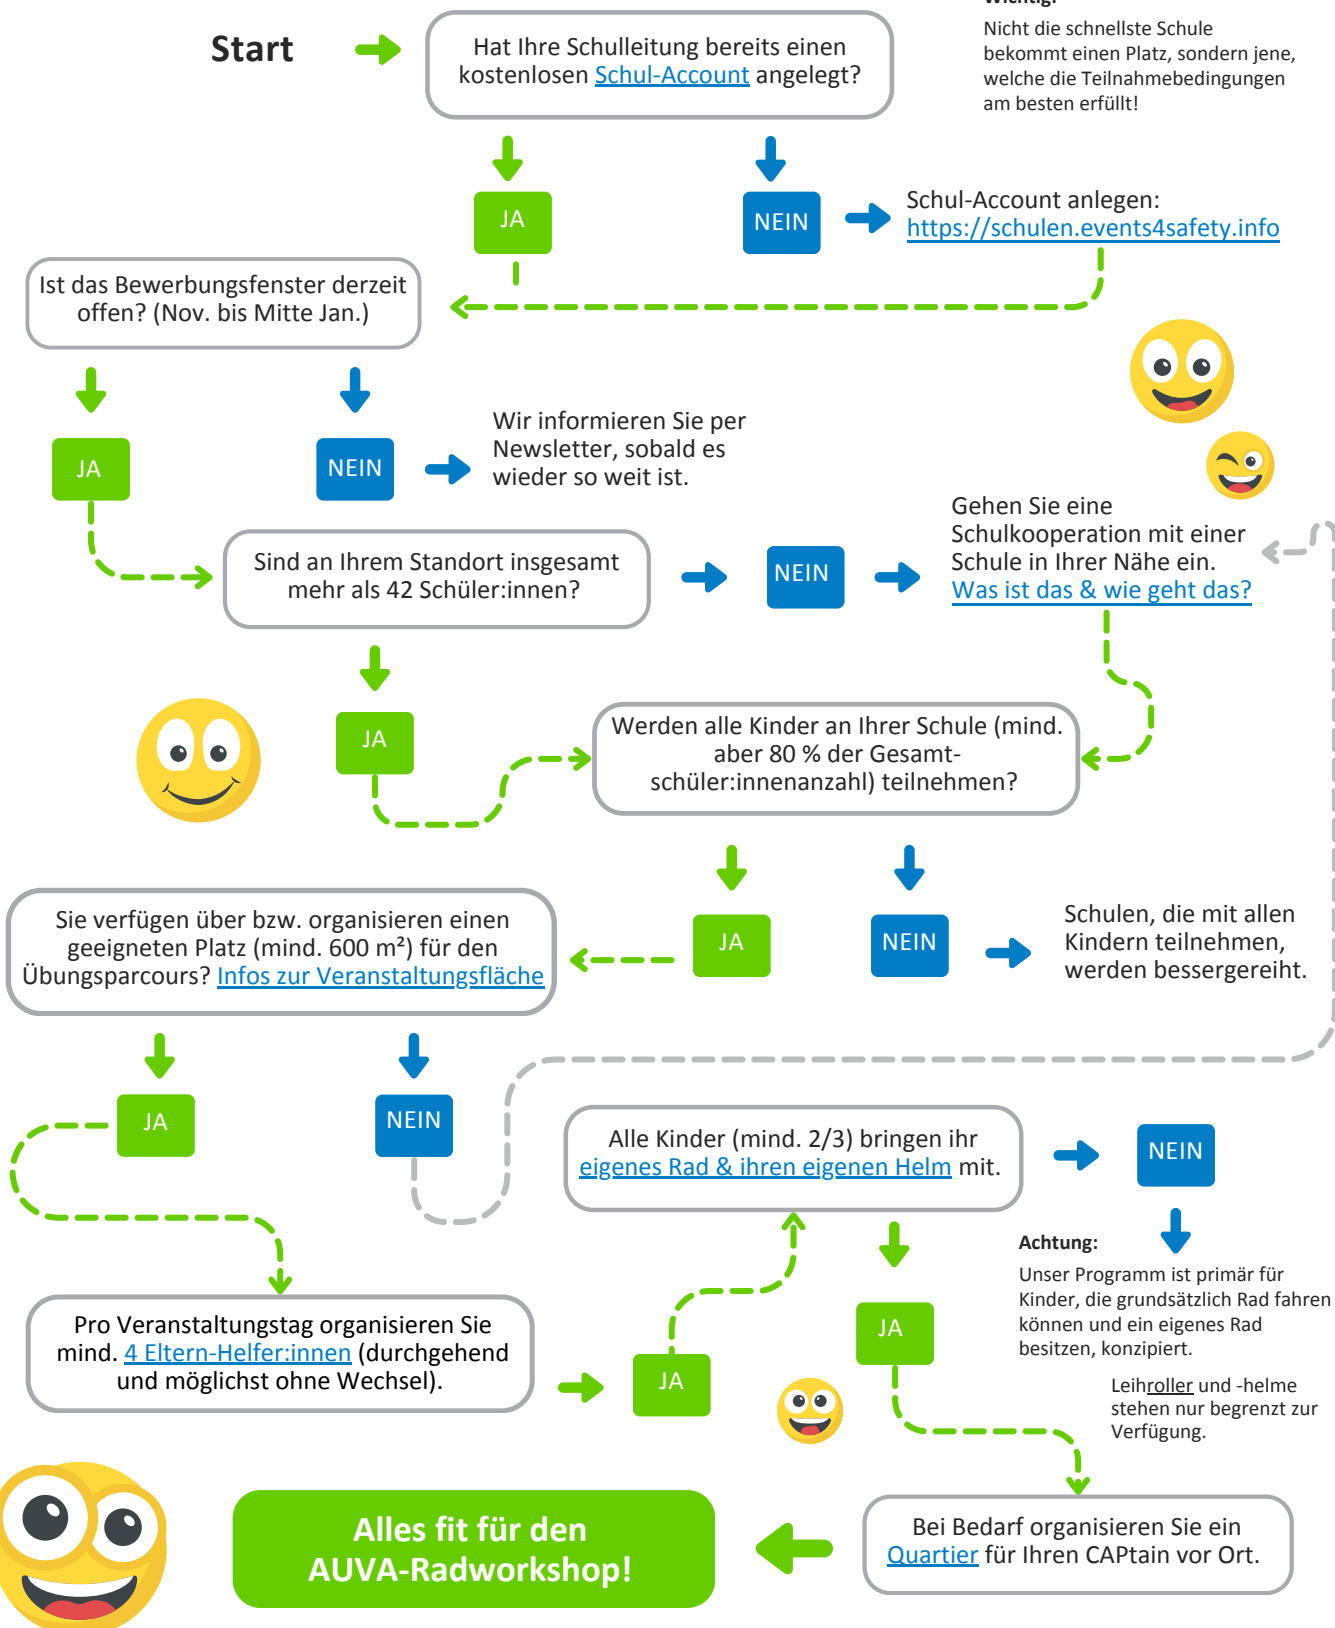 Wichtig:
Start
Hat Ihre Schulleitung bereits einen
kostenlosen Schul-Account angelegt?
Nicht die schnellste Schule
bekommt einen Platz, sondern jene,
welche die Teilnahmebedingungen
am besten erfüllt!
JA
NEIN
Schul-Account anlegen:
https://schulen.events4safety.info
Ist das Bewerbungsfenster derzeit
offen? (Nov. bis Mitte Jan.)
JA
NEIN
Wir informieren Sie per
Newsletter, sobald es
wieder so weit ist.
Sind an Ihrem Standort insgesamt
mehr als 42 Schüler:innen?
NEIN
Gehen Sie eine
Schulkooperation mit einer
Schule in Ihrer Nähe ein.
Was ist das & wie geht das?
JA
Werden alle Kinder an Ihrer Schule (mind.
aber 80 % der Gesamt-
schüler:innenanzahl) teilnehmen?
JA
NEIN
Schulen, die mit allen
Kindern teilnehmen,
werden bessergereiht.
Sie verfügen über bzw. organisieren einen
geeigneten Platz (mind. 600 m²) für den
Übungsparcours? Infos zur Veranstaltungsfläche
JA
NEIN
Alle Kinder (mind. 2/3) bringen ihr
eigenes Rad & ihren eigenen Helm mit.
NEIN
Achtung:
Unser Programm ist primär für
Kinder, die grundsätzlich Rad fahren
können und ein eigenes Rad
besitzen, konzipiert.
Leihroller und -helme
stehen nur begrenzt zur
Verfügung.
Pro Veranstaltungstag organisieren Sie
mind. 4 Eltern-Helfer:innen (durchgehend
und möglichst ohne Wechsel).
JA
JA
Bei Bedarf organisieren Sie ein
Quartier für Ihren CAPtain vor Ort.
Alles fit für den
AUVA-Radworkshop!